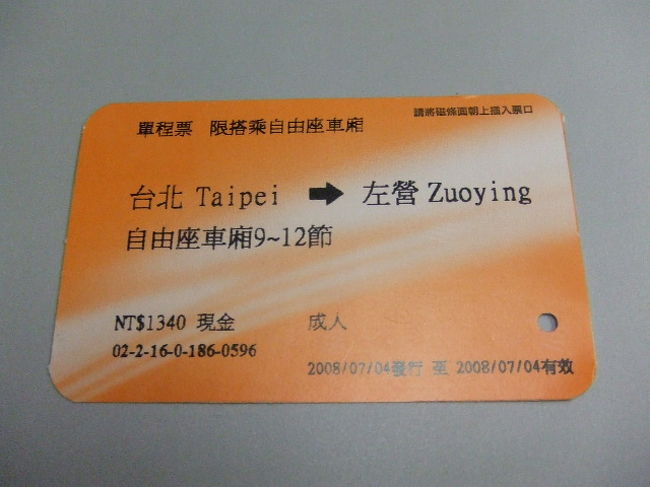 請將磁條面朝上插入票口
單程票 限搭乘自由座車廂
台北 Taipei ➡ 左營 Zuoying
自由座車廂9~12節
NT$1340 現金 成人
02-2-16-0-186-0596
2008/07/04發行 至 2008/07/04有效